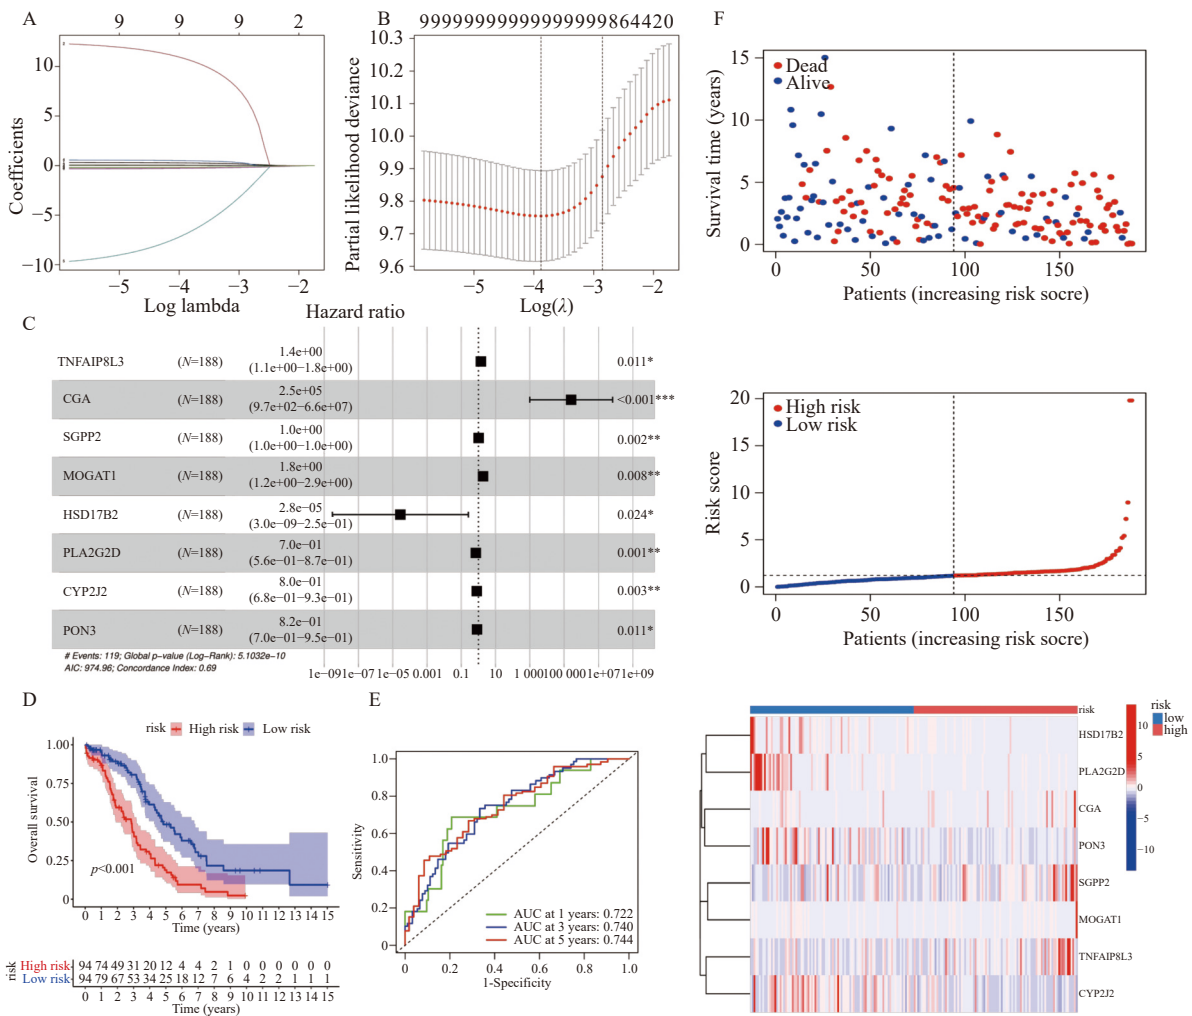 A
9 9 9 2
10
5
0
−5
−10
−5 −4 −3 −2
Log lambda
Coefficients
B
99999999999999999864420
10.3
10.2
10.1
10.0
9.9
9.8
9.7
9.6
−5 −4 −3 −2
Log(λ)
Partial likelihood deviance
C
Hazard ratio
TNFAIP8L3 (N=188) 1.4e+00 (1.1e+00−1.8e+00) 0.011*
CGA (N=188) 2.5e+05 (9.7e+02−6.6e+07) <0.001***
SGPP2 (N=188) 1.0e+00 (1.0e+00−1.0e+00) 0.002**
MOGAT1 (N=188) 1.8e+00 (1.2e+00−2.9e+00) 0.008**
HSD17B2 (N=188) 2.8e−05 (3.0e−09−2.5e−01) 0.024*
PLA2G2D (N=188) 7.0e−01 (5.6e−01−8.7e−01) 0.001**
CYP2J2 (N=188) 8.0e−01 (6.8e−01−9.3e−01) 0.003**
PON3 (N=188) 8.2e−01 (7.0e−01−9.5e−01) 0.011*
# Events: 119; Global p−value (Log−Rank): 5.1032e−10
AIC: 974.96; Concordance Index: 0.69
1e−091e−071e−05 0.001 0.1 10 1000100 0001e+071e+09
D
risk High risk Low risk
1.00
0.75
0.50
0.25
0
Overall survival
p<0.001
0 1 2 3 4 5 6 7 8 9 10 11 12 13 14 15
Time (years)
risk
High risk 94 74 49 31 20 12 4 4 2 1 0 0 0 0 0 0
Low risk 94 79 67 53 34 25 18 12 7 6 4 2 2 1 1 1
0 1 2 3 4 5 6 7 8 9 10 11 12 13 14 15
Time (years)
E
1.0
0.8
0.6
0.4
0.2
0
Sensitivity
AUC at 1 years: 0.722
AUC at 3 years: 0.740
AUC at 5 years: 0.744
0 0.2 0.4 0.6 0.8 1.0
1-Specificity
F
Dead
Alive
15
10
5
0
Survival time (years)
0 50 100 150
Patients (increasing risk socre)
High risk
Low risk
20
15
10
5
0
Risk score
0 50 100 150
Patients (increasing risk socre)
risk
HSD17B2
PLA2G2D
CGA
PON3
SGPP2
MOGAT1
TNFAIP8L3
CYP2J2
risk
low
high
10
5
0
−5
−10